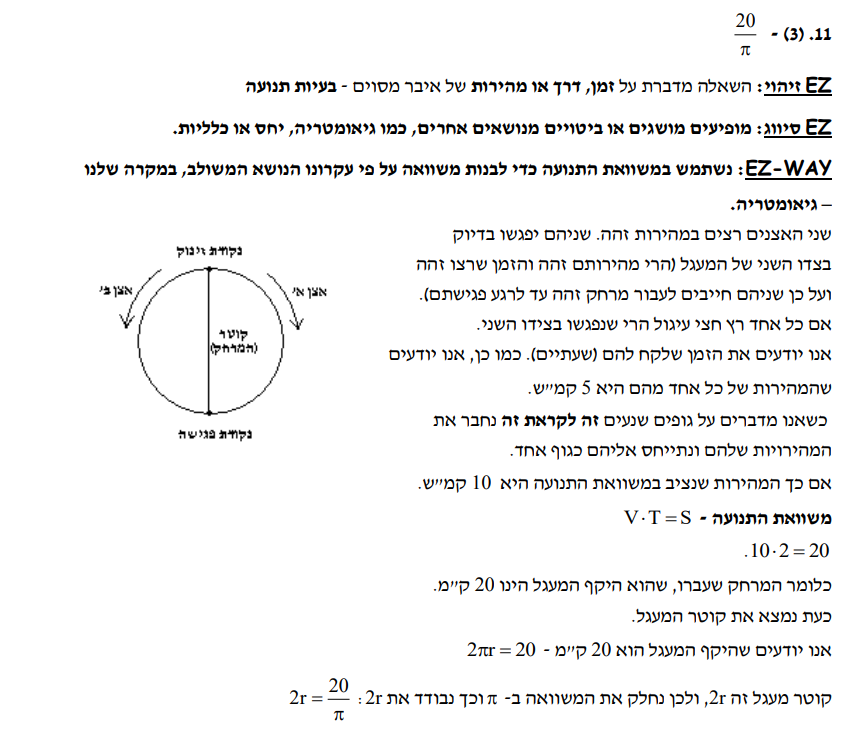 11. (3) - 20/π
EZ זיהוי: השאלה מדברת על זמן, דרך או מהירות של איבר מסוים - בעיות תנועה
EZ סיווג: מופיעים מושגים או ביטויים מנושאים אחרים, כמו גיאומטריה, יחס או כלליות.
EZ-WAY: נשתמש במשוואת התנועה כדי לבנות משוואה על פי עקרונו הנושא המשולב, במקרה שלנו
– גיאומטריה.
שני האצנים רצים במהירות זהה. שניהם יפגשו בדיוק
בצדו השני של המעגל (הרי מהירותם זהה והזמן שרצו זהה
ועל כן שניהם חייבים לעבור מרחק זהה עד לרגע פגישתם).
אם כל אחד רץ חצי עיגול הרי שנפגשו בצידו השני.
אנו יודעים את הזמן שלקח להם (שעתיים). כמו כן, אנו יודעים
שהמהירות של כל אחד מהם היא 5 קמ״ש.
כשאנו מדברים על גופים שנעים זה לקראת זה נחבר את
המהירויות שלהם ונתייחס אליהם כגוף אחד.
אם כך המהירות שנציב במשוואת התנועה היא 10 קמ״ש.
משוואת התנועה - V·T = S
10·2 = 20.
כלומר המרחק שעברו, שהוא היקף המעגל הינו 20 ק״מ.
כעת נמצא את קוטר המעגל.
אנו יודעים שהיקף המעגל הוא 20 ק״מ - 2πr = 20
קוטר מעגל זה 2r, ולכן נחלק את המשוואה ב- π וכך נבודד את 2r : 2r = 20/π
נקודת זינוק
אצן א׳
אצן ב׳
קוטר
(המרחק)
נקודת פגישה